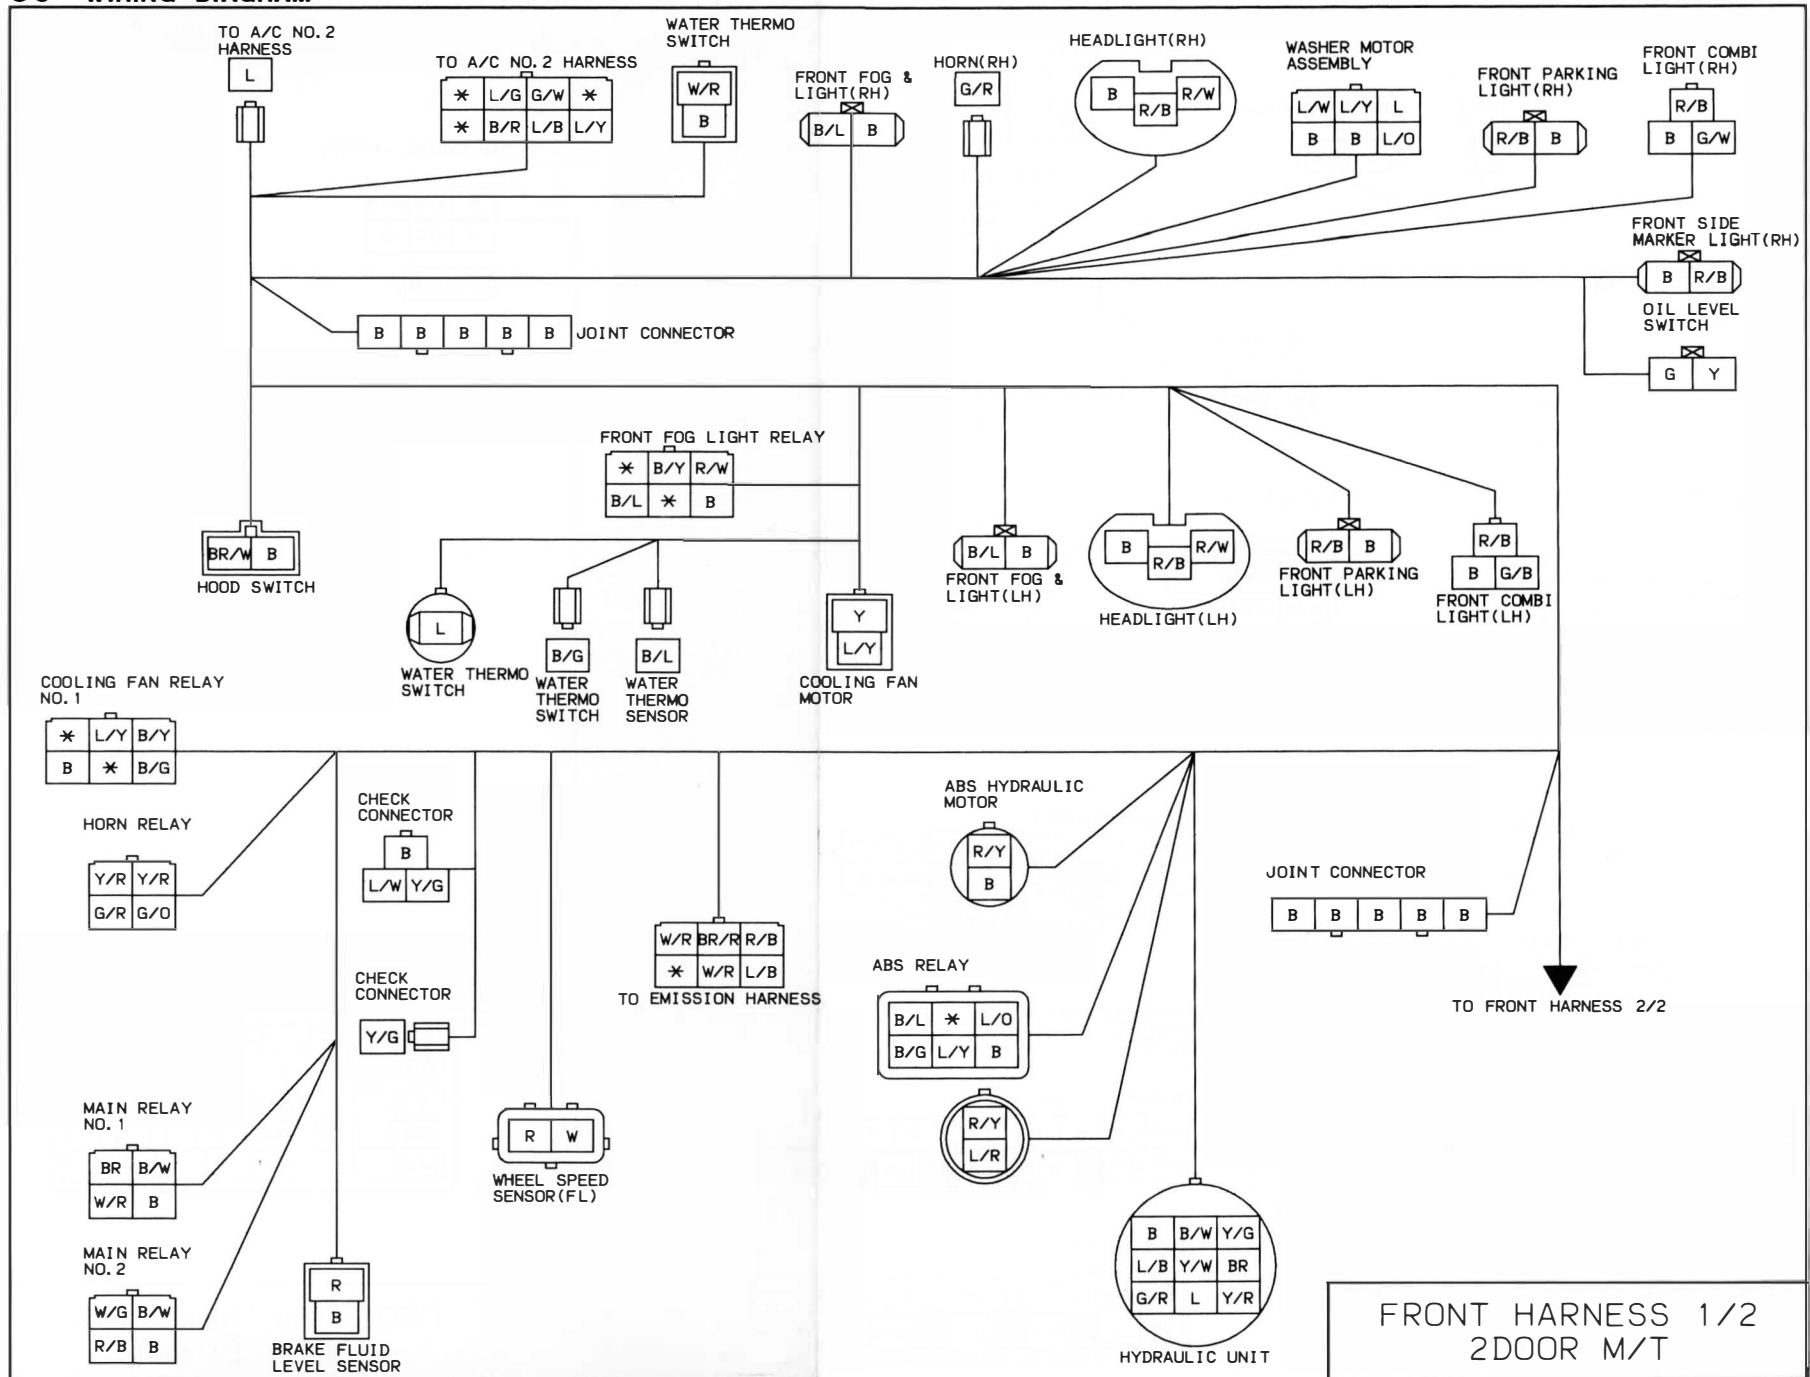 TO A/C NO.2
HARNESS
L
TO A/C NO.2 HARNESS
* L/G G/W *
* B/R L/B L/Y
WATER THERMO
SWITCH
W/R
B
FRONT FOG &
LIGHT(RH)
B/L B
HORN(RH)
G/R
HEADLIGHT(RH)
B R/B R/W
WASHER MOTOR
ASSEMBLY
L/W L/Y L
B B L/O
FRONT PARKING
LIGHT(RH)
R/B B
FRONT COMBI
LIGHT(RH)
R/B
B G/W
FRONT SIDE
MARKER LIGHT(RH)
B R/B
OIL LEVEL
SWITCH
G Y
B B B B B JOINT CONNECTOR
FRONT FOG LIGHT RELAY
* B/Y R/W
B/L * B
BR/W B
HOOD SWITCH
L
WATER THERMO
SWITCH
B/G
WATER
THERMO
SWITCH
B/L
WATER
THERMO
SENSOR
Y
L/Y
COOLING FAN
MOTOR
B/L B
FRONT FOG &
LIGHT(LH)
B R/B R/W
HEADLIGHT(LH)
R/B B
FRONT PARKING
LIGHT(LH)
R/B
B G/B
FRONT COMBI
LIGHT(LH)
COOLING FAN RELAY
NO.1
* L/Y B/Y
B * B/G
HORN RELAY
Y/R Y/R
G/R G/O
CHECK
CONNECTOR
B
L/W Y/G
CHECK
CONNECTOR
Y/G
W/R BR/R R/B
* W/R L/B
TO EMISSION HARNESS
ABS HYDRAULIC
MOTOR
R/Y
B
ABS RELAY
B/L * L/O
B/G L/Y B
R/Y
L/R
JOINT CONNECTOR
B B B B B
TO FRONT HARNESS 2/2
MAIN RELAY
NO.1
BR B/W
W/R B
MAIN RELAY
NO.2
W/G B/W
R/B B
R
B
BRAKE FLUID
LEVEL SENSOR
R W
WHEEL SPEED
SENSOR(FL)
B B/W Y/G
L/B Y/W BR
G/R L Y/R
HYDRAULIC UNIT
FRONT HARNESS 1/2
2DOOR M/T